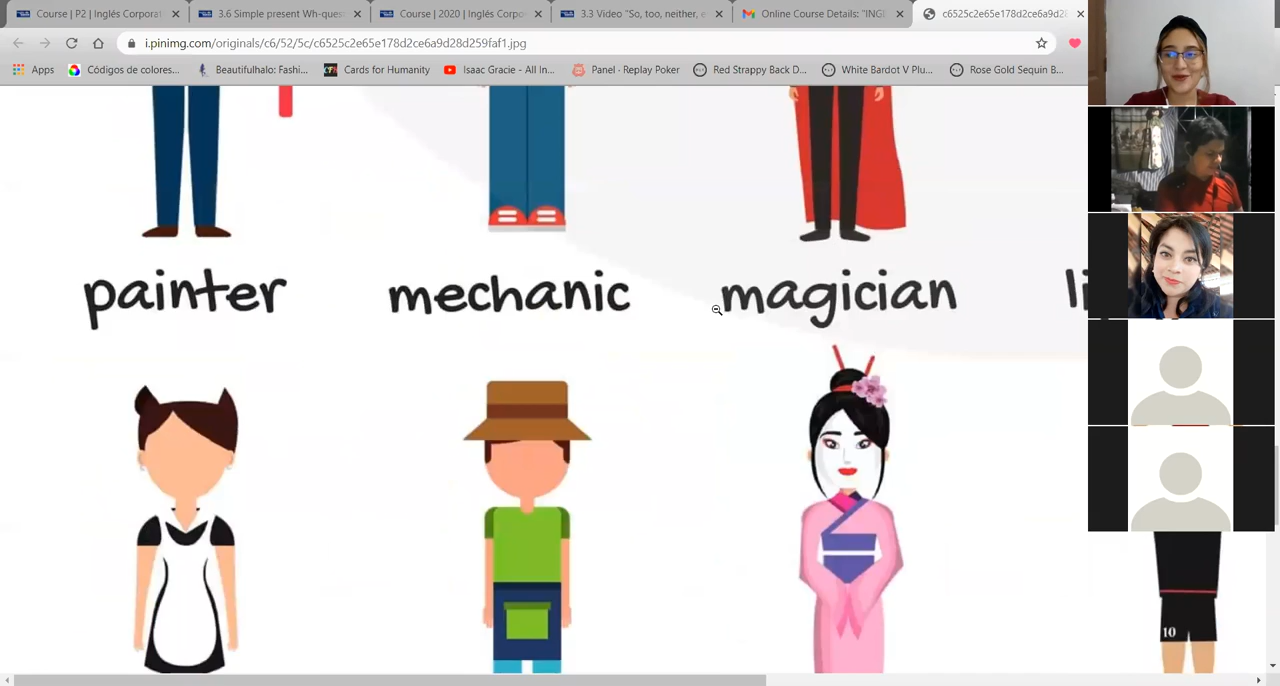 Course | P2 | Inglés Corporat
3.6 Simple present Wh-ques
Course | 2020 | Inglés Corpo
3.3 Video "So, too, neither, e
Online Course Details: "INGI
c6525c2e65e178d2ce6a9d28
i.pinimg.com/originals/c6/52/5c/c6525c2e65e178d2ce6a9d28d259faf1.jpg
Apps
Códigos de colores...
Beautifulhalo: Fashi...
Cards for Humanity
Isaac Gracie - All In...
Panel · Replay Poker
Red Strappy Back D...
White Bardot V Plu...
Rose Gold Sequin B...
painter
mechanic
magician
li
10